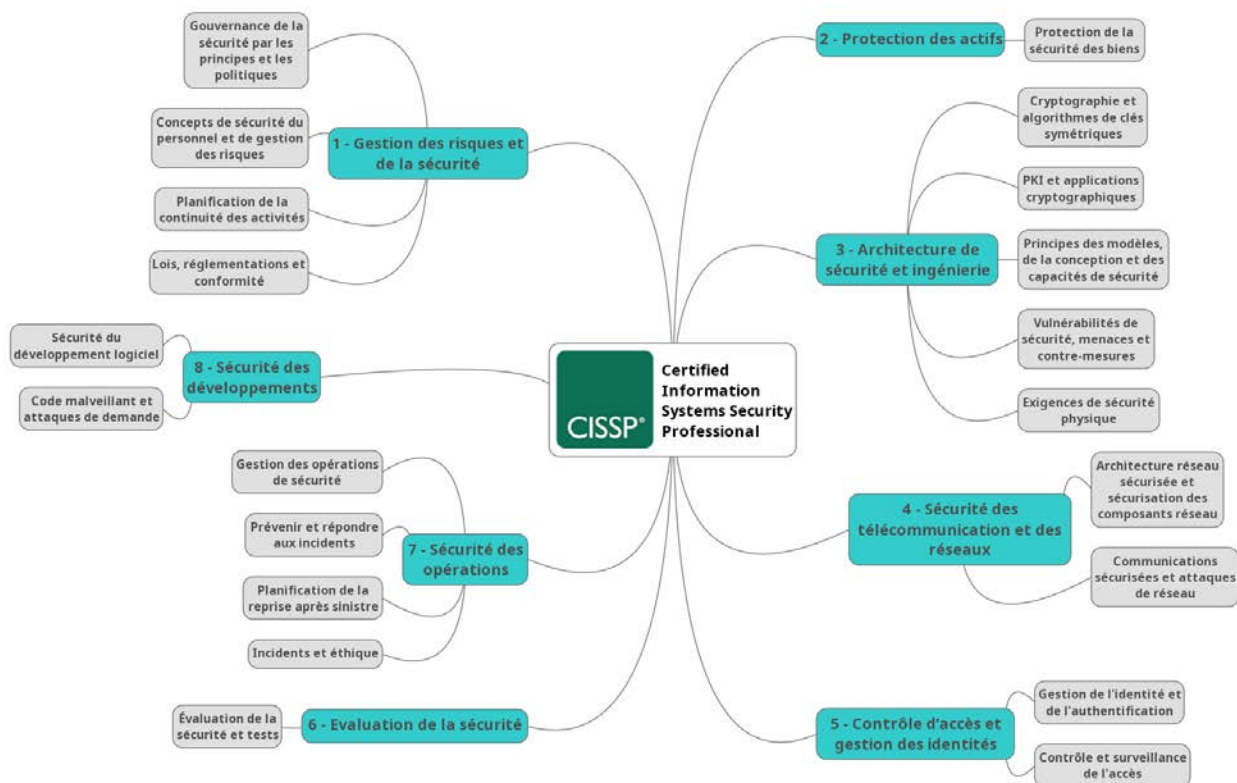 Certified
Information
Systems Security
Professional
CISSP®
1 - Gestion des risques et
de la sécurité
Gouvernance de la
sécurité par les
principes et les
politiques
Concepts de sécurité du
personnel et de gestion
des risques
Planification de la
continuité des activités
Lois, réglementations et
conformité
2 - Protection des actifs
Protection de la
sécurité des biens
3 - Architecture de
sécurité et ingénierie
Cryptographie et
algorithmes de clés
symétriques
PKI et applications
cryptographiques
Principes des modèles,
de la conception et des
capacités de sécurité
Vulnérabilités de
sécurité, menaces et
contre-mesures
Exigences de sécurité
physique
4 - Sécurité des
télécommunication et des
réseaux
Architecture réseau
sécurisée et
sécurisation des
composants réseau
Communications
sécurisées et attaques
de réseau
5 - Contrôle d'accès et
gestion des identités
Gestion de l'identité et
de l'authentification
Contrôle et surveillance
de l'accès
6 - Evaluation de la sécurité
Évaluation de la
sécurité et tests
7 - Sécurité des
opérations
Gestion des opérations
de sécurité
Prévenir et répondre
aux incidents
Planification de la
reprise après sinistre
Incidents et éthique
8 - Sécurité des
développements
Sécurité du
développement logiciel
Code malveillant et
attaques de demande